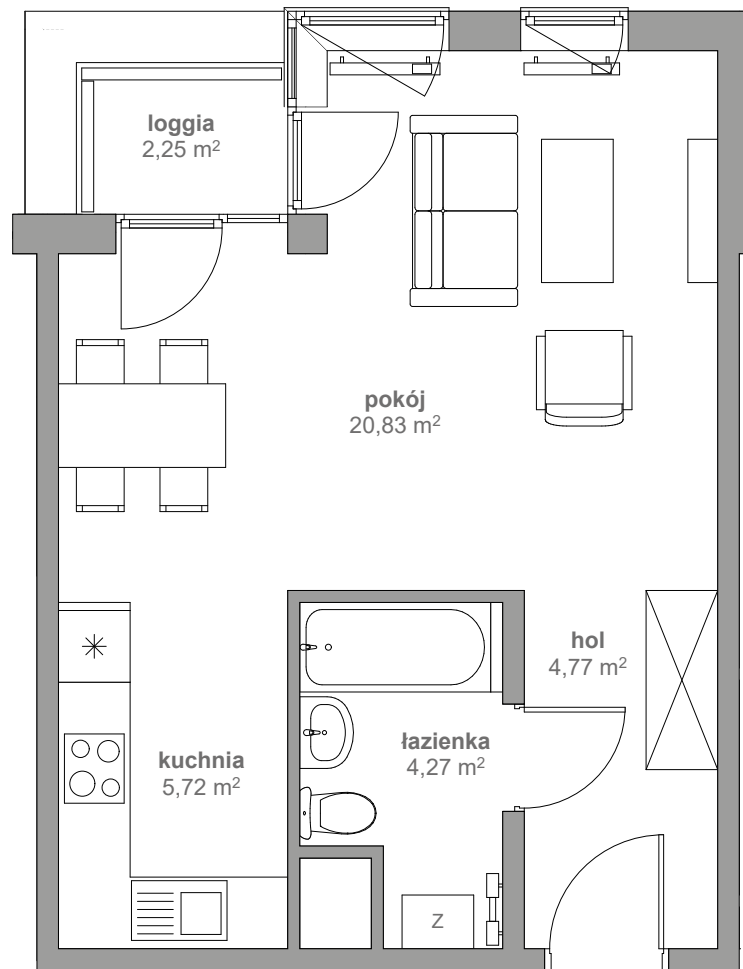 loggia
2,25 m²
pokój
20,83 m²
hol
4,77 m²
łazienka
4,27 m²
kuchnia
5,72 m²
Z